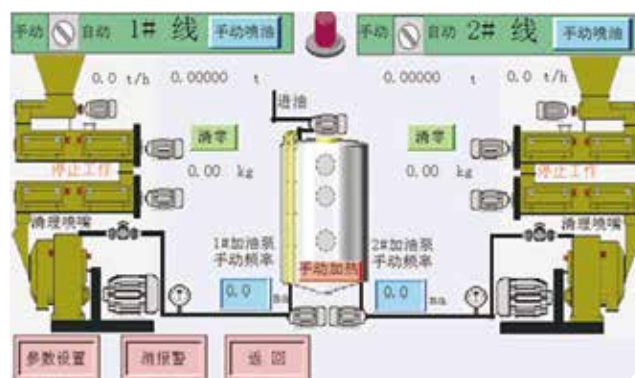 手动 自动 1# 线 手动喷油 手动 自动 2# 线 手动喷油
0.0 t/h 0.00000 t 0.00000 t 0.0 t/h
进油
清零 清零
停止工作 0.00 kg 0.00 kg 停止工作
清理喷嘴 清理喷嘴
1#加油泵 2#加油泵
手动频率 手动加热 手动频率
0.0 ma 0.0 ma
参数设置 消报警 返 回